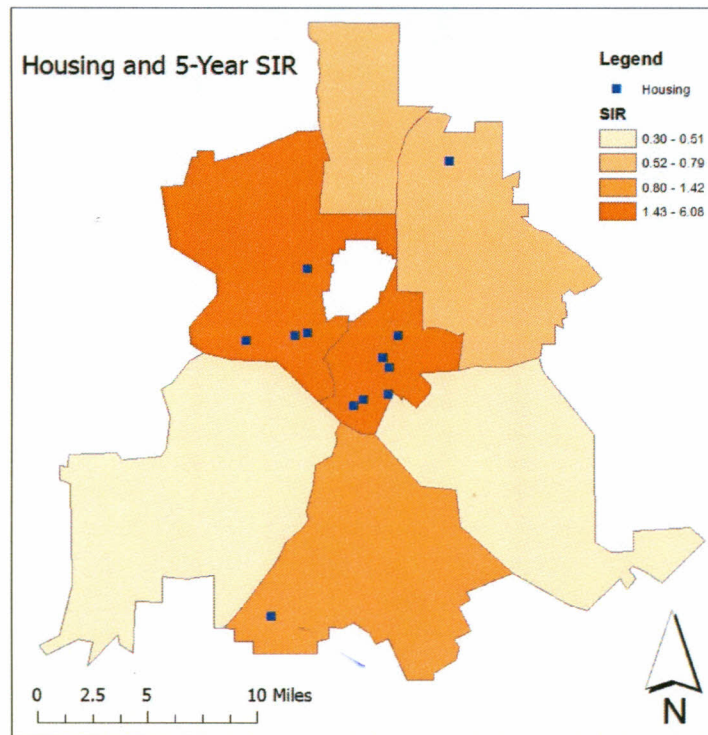 Housing and 5-Year SIR
Legend
Housing
SIR
0.30 - 0.51
0.52 - 0.79
0.80 - 1.42
1.43 - 6.08
0 2.5 5 10 Miles
N